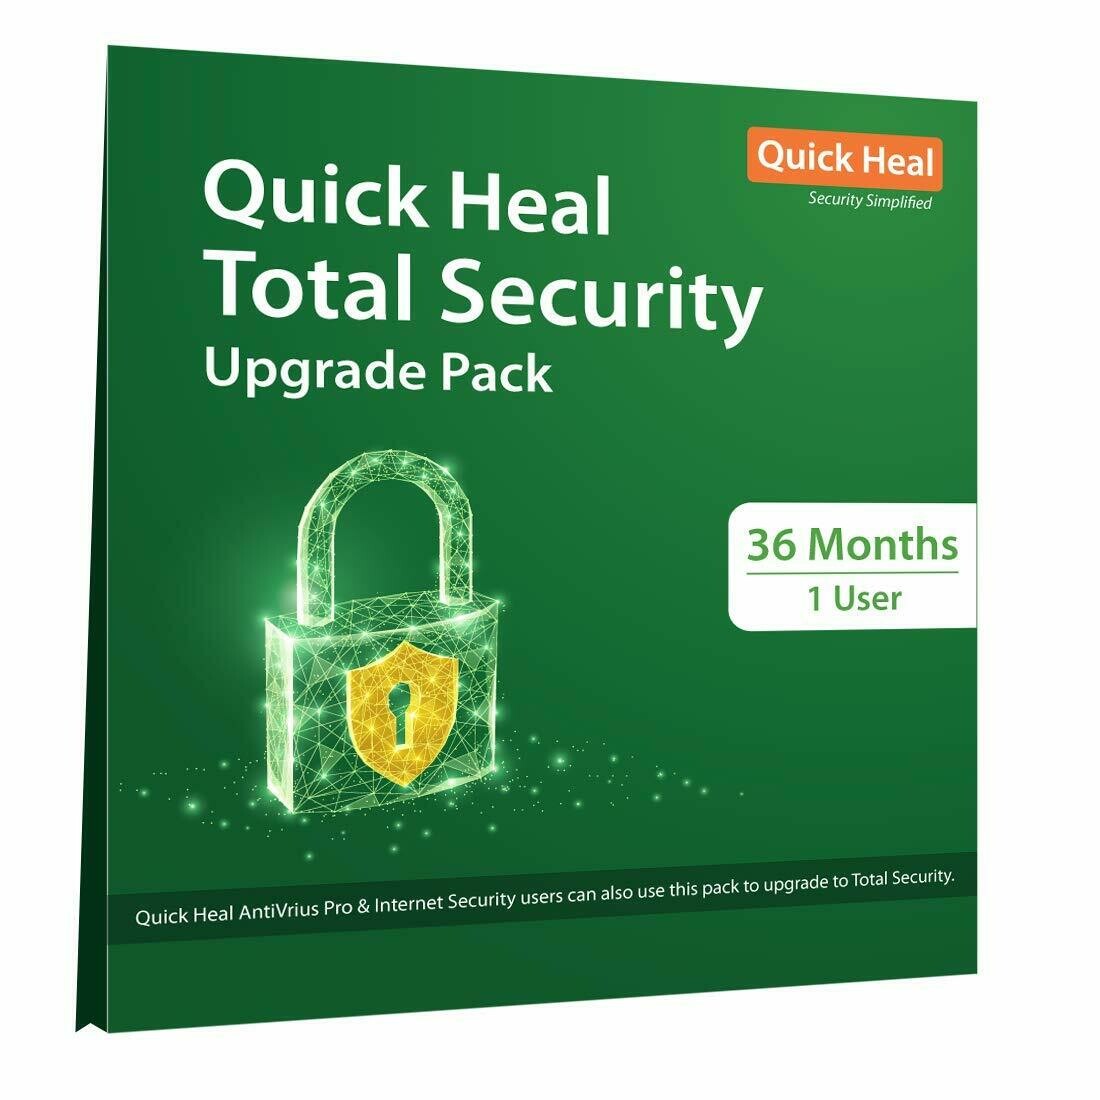 Quick Heal
Security Simplified
Quick Heal
Total Security
Upgrade Pack
36 Months
1 User
Quick Heal AntiVrius Pro & Internet Security users can also use this pack to upgrade to Total Security.